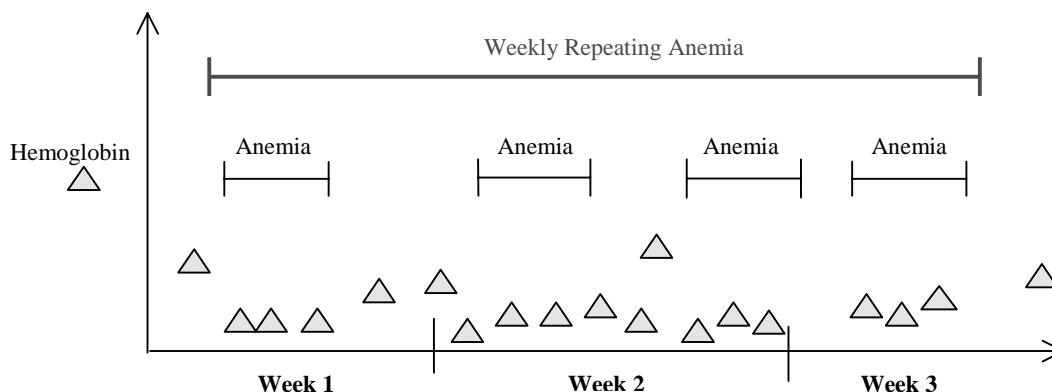 Weekly Repeating Anemia
Hemoglobin
Anemia
Anemia
Anemia
Anemia
Week 1
Week 2
Week 3